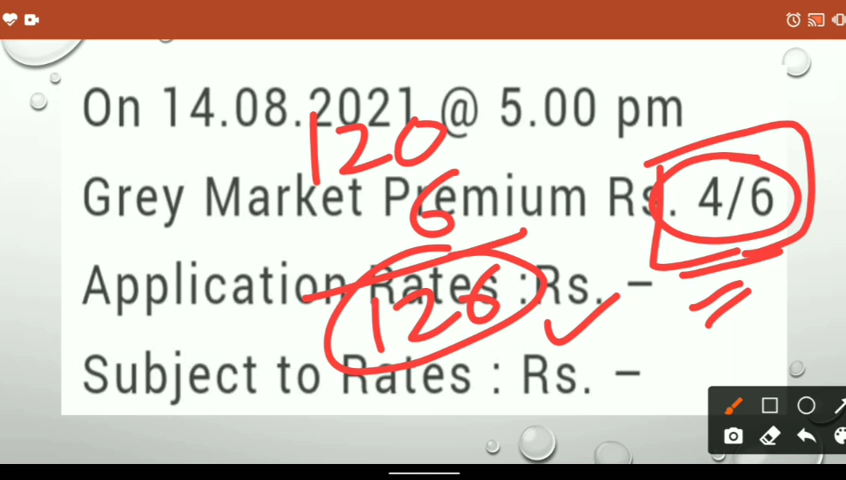 On 14.08.2021 @ 5.00 pm
120
Grey Market Premium Rs. 4/6
6
Application Rates : Rs. –
126
Subject to Rates : Rs. –